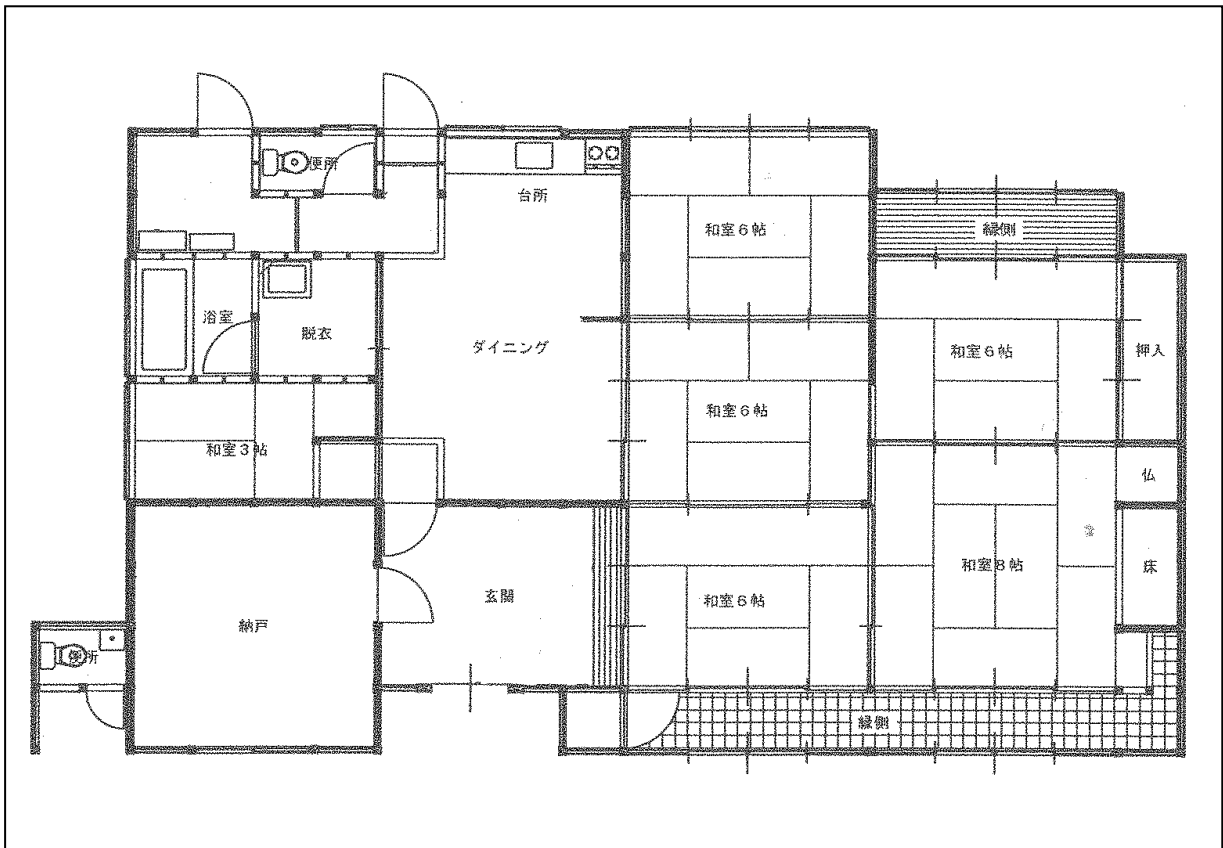 便所
台所
和室6帖
縁側
浴室
脱衣
ダイニング
和室6帖
押入
和室6帖
和室3帖
仏
和室8帖
床
玄関
和室6帖
納戸
便所
縁側